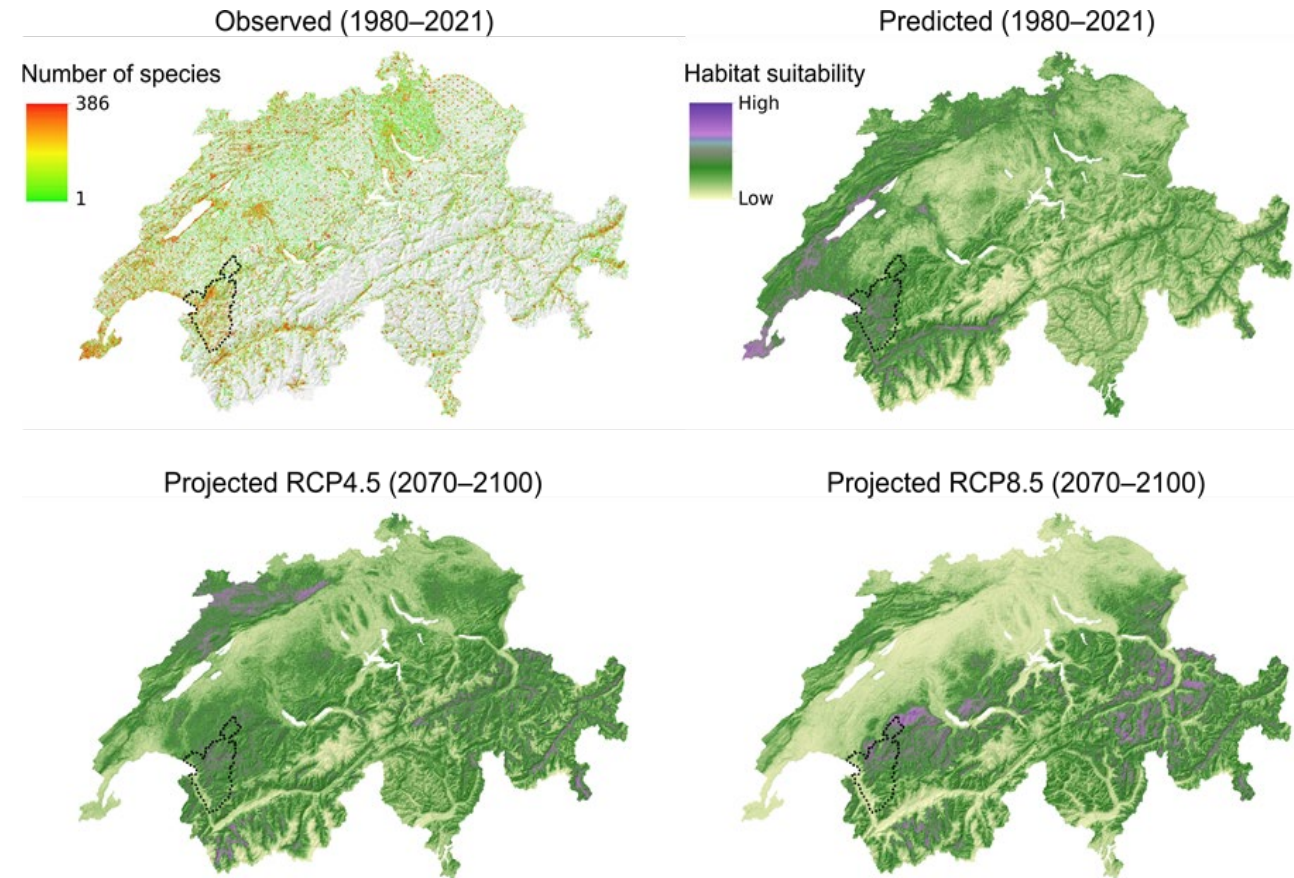 Observed (1980–2021)
Predicted (1980–2021)
Number of species
386
1
Habitat suitability
High
Low
Projected RCP4.5 (2070–2100)
Projected RCP8.5 (2070–2100)